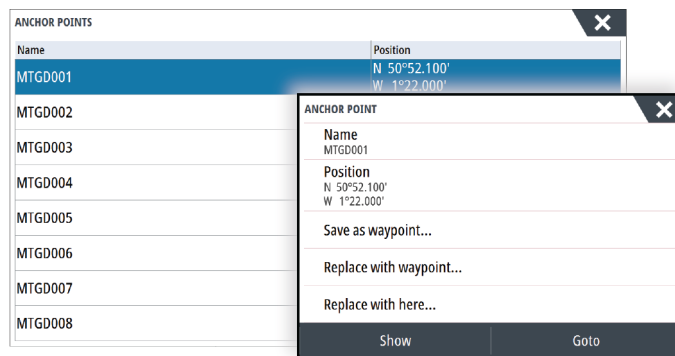 ANCHOR POINTS
Name Position
MTGD001 N 50°52.100'
W 1°22.000'
MTGD002
MTGD003
MTGD004
MTGD005
MTGD006
MTGD007
MTGD008
ANCHOR POINT
Name
MTGD001
Position
N 50°52.100'
W 1°22.000'
Save as waypoint...
Replace with waypoint...
Replace with here...
Show Goto